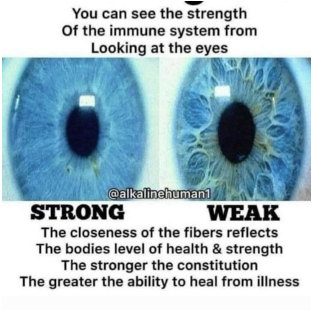 You can see the strength
Of the immune system from
Looking at the eyes
@alkalinehuman1
STRONG WEAK
The closeness of the fibers reflects
The bodies level of health & strength
The stronger the constitution
The greater the ability to heal from illness